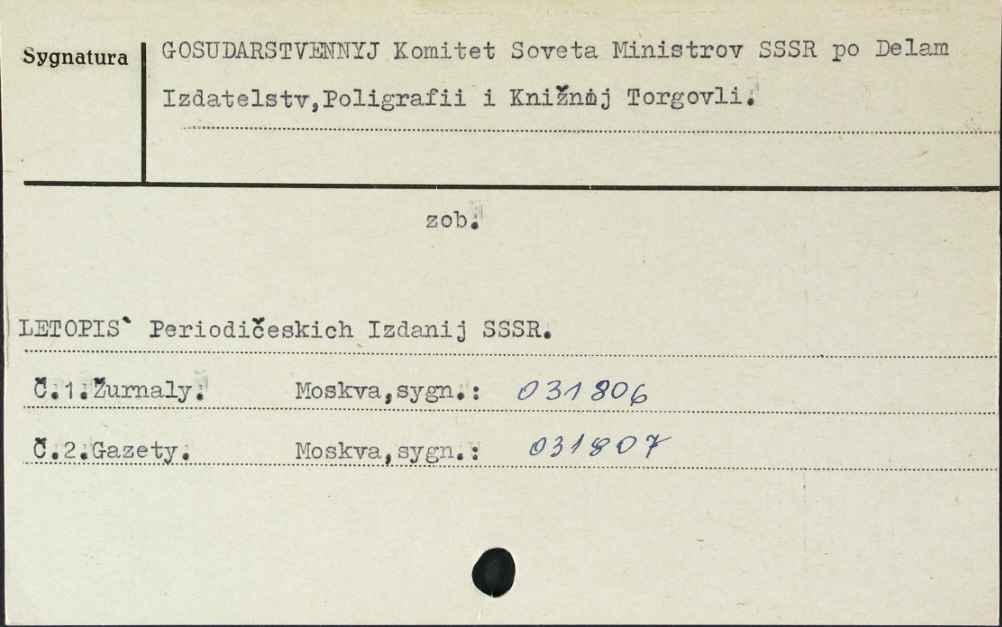 Sygnatura
GOSUDARSTVENNYJ Komitet Soveta Ministrov SSSR po Delam
Izdatelstv,Poligrafii i Knižnoj Torgovli.
zob.
LETOPIS` Periodičeskich Izdanij SSSR.
Č.1.Žurnaly. Moskva,sygn.: 031806
Č.2.Gazety. Moskva,sygn.: 031807